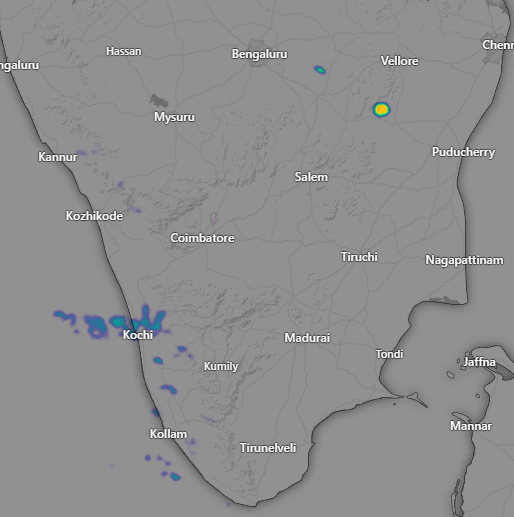 Hassan
Bengaluru
Chenn
ngaluru
Vellore
Mysuru
Kannur
Puducherry
Salem
Kozhikode
Coimbatore
Tiruchi
Nagapattinam
Kochi
Madurai
Tondi
Jaffna
Kumily
Mannar
Kollam
Tirunelveli